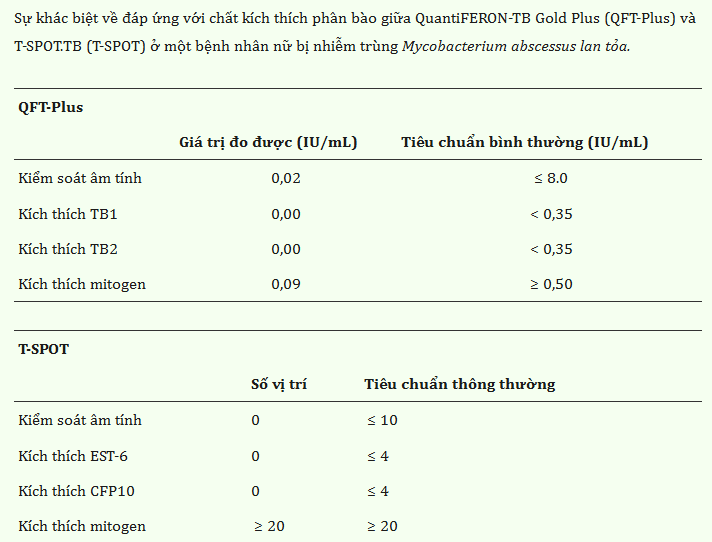 Sự khác biệt về đáp ứng với chất kích thích phân bào giữa QuantiFERON-TB Gold Plus (QFT-Plus) và
T-SPOT.TB (T-SPOT) ở một bệnh nhân nữ bị nhiễm trùng Mycobacterium abscessus lan tỏa.
QFT-Plus
Giá trị đo được (IU/mL) Tiêu chuẩn bình thường (IU/mL)
Kiểm soát âm tính 0,02 ≤ 8.0
Kích thích TB1 0,00 < 0,35
Kích thích TB2 0,00 < 0,35
Kích thích mitogen 0,09 ≥ 0,50
T-SPOT
Số vị trí Tiêu chuẩn thông thường
Kiểm soát âm tính 0 ≤ 10
Kích thích EST-6 0 ≤ 4
Kích thích CFP10 0 ≤ 4
Kích thích mitogen ≥ 20 ≥ 20